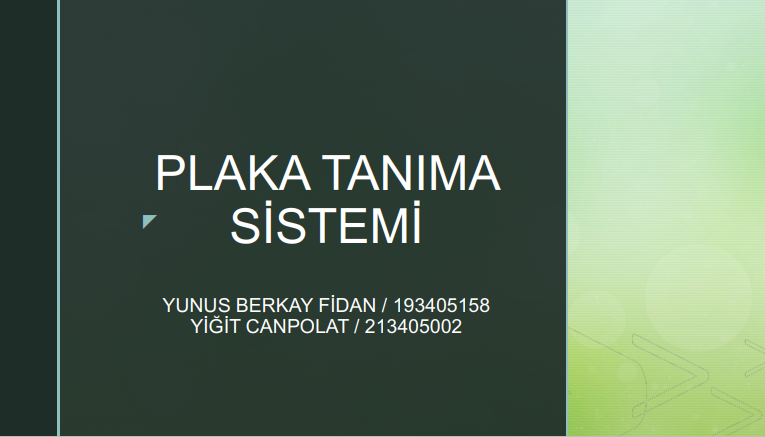 PLAKA TANIMA
SİSTEMİ
YUNUS BERKAY FİDAN / 193405158
YİĞİT CANPOLAT / 213405002